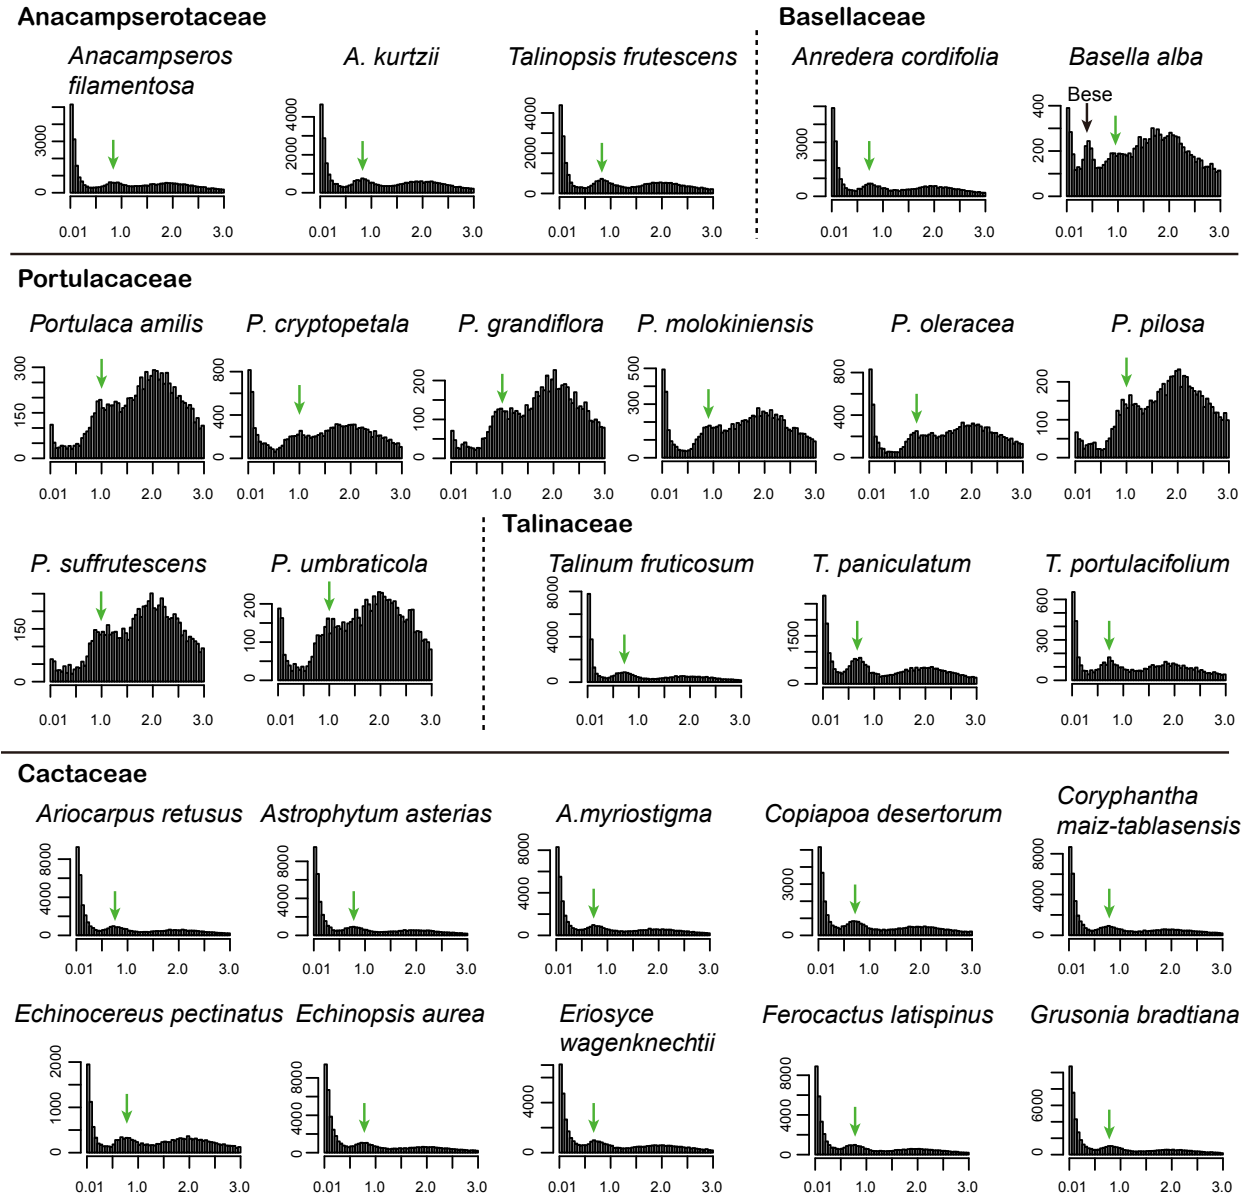 Anacampserotaceae
Basellaceae
Anacampseros
filamentosa
A. kurtzii
Talinopsis frutescens
Anredera cordifolia
Basella alba
Bese
0 3000
0 2000 4000
0 2000 4000
0 3000
0 200 400
0.01 1.0 2.0 3.0
0.01 1.0 2.0 3.0
0.01 1.0 2.0 3.0
0.01 1.0 2.0 3.0
0.01 1.0 2.0 3.0
Portulacaceae
Portulaca amilis
P. cryptopetala
P. grandiflora
P. molokiniensis
P. oleracea
P. pilosa
0 150 300
0 400 800
0 100 200
0 300 500
0 400 800
0 100 200
0.01 1.0 2.0 3.0
0.01 1.0 2.0 3.0
0.01 1.0 2.0 3.0
0.01 1.0 2.0 3.0
0.01 1.0 2.0 3.0
0.01 1.0 2.0 3.0
Talinaceae
P. suffrutescens
P. umbraticola
Talinum fruticosum
T. paniculatum
T. portulacifolium
0 150
0 100 200
0 4000 8000
0 1500
0 300 600
0.01 1.0 2.0 3.0
0.01 1.0 2.0 3.0
0.01 1.0 2.0 3.0
0.01 1.0 2.0 3.0
0.01 1.0 2.0 3.0
Cactaceae
Ariocarpus retusus
Astrophytum asterias
A.myriostigma
Copiapoa desertorum
Coryphantha
maiz-tablasensis
0 4000 8000
0 4000 8000
0 4000 8000
0 3000
0 4000 8000
0.01 1.0 2.0 3.0
0.01 1.0 2.0 3.0
0.01 1.0 2.0 3.0
0.01 1.0 2.0 3.0
0.01 1.0 2.0 3.0
Echinocereus pectinatus
Echinopsis aurea
Eriosyce
wagenknechtii
Ferocactus latispinus
Grusonia bradtiana
0 1000 2000
0 4000 8000
0 4000
0 4000 8000
0 6000
0.01 1.0 2.0 3.0
0.01 1.0 2.0 3.0
0.01 1.0 2.0 3.0
0.01 1.0 2.0 3.0
0.01 1.0 2.0 3.0